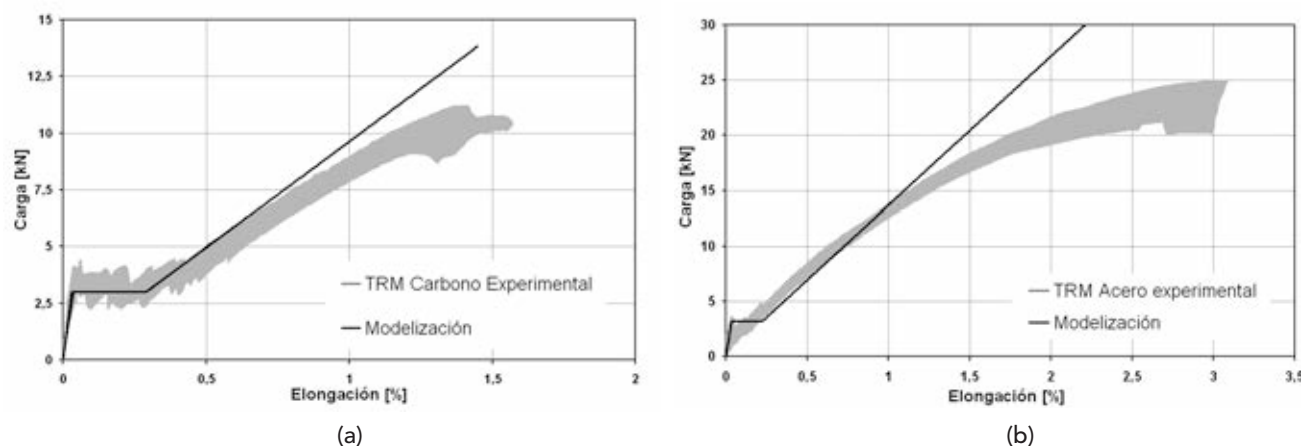 15
12,5
10
7,5
5
2,5
0
Carga [kN]
TRM Carbono Experimental
Modelización
0 0,5 1 1,5 2
Elongación [%]
(a)
30
25
20
15
10
5
0
Carga [kN]
TRM Acero experimental
Modelización
0 0,5 1 1,5 2 2,5 3 3,5
Elongación [%]
(b)